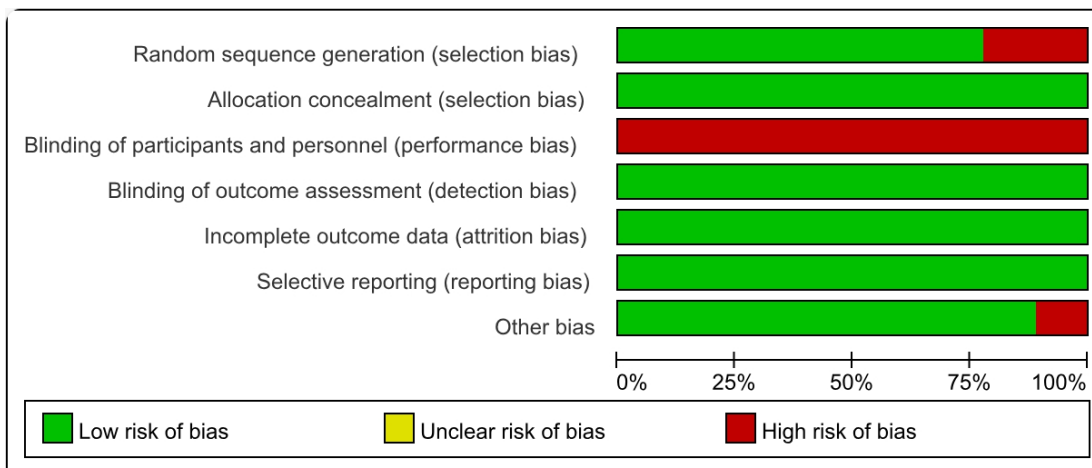 Random sequence generation (selection bias)
Allocation concealment (selection bias)
Blinding of participants and personnel (performance bias)
Blinding of outcome assessment (detection bias)
Incomplete outcome data (attrition bias)
Selective reporting (reporting bias)
Other bias
0% 25% 50% 75% 100%
Low risk of bias Unclear risk of bias High risk of bias